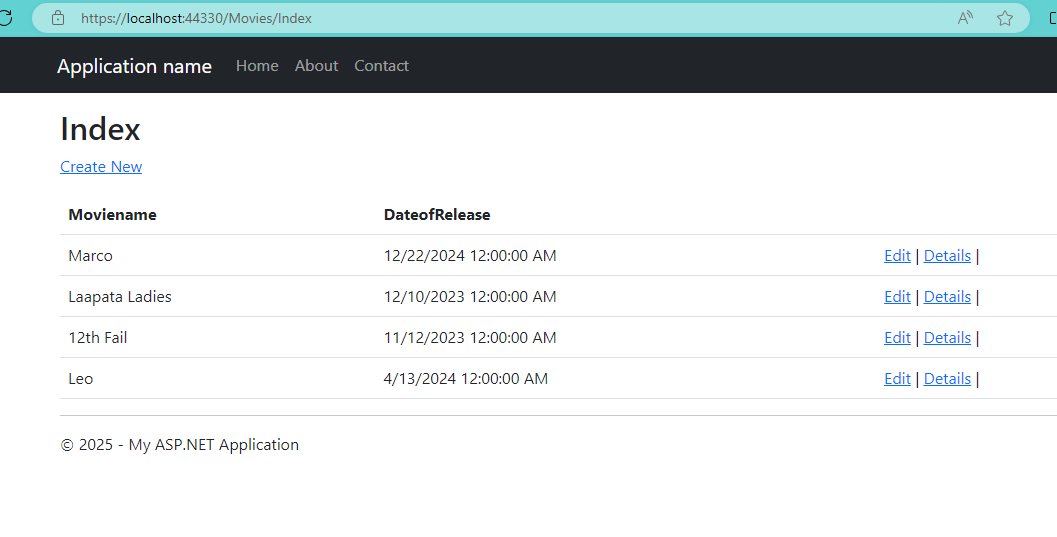 https://localhost:44330/Movies/Index
Application name Home About Contact
Index
Create New
Moviename DateofRelease
Marco 12/22/2024 12:00:00 AM Edit | Details |
Laapata Ladies 12/10/2023 12:00:00 AM Edit | Details |
12th Fail 11/12/2023 12:00:00 AM Edit | Details |
Leo 4/13/2024 12:00:00 AM Edit | Details |
© 2025 - My ASP.NET Application